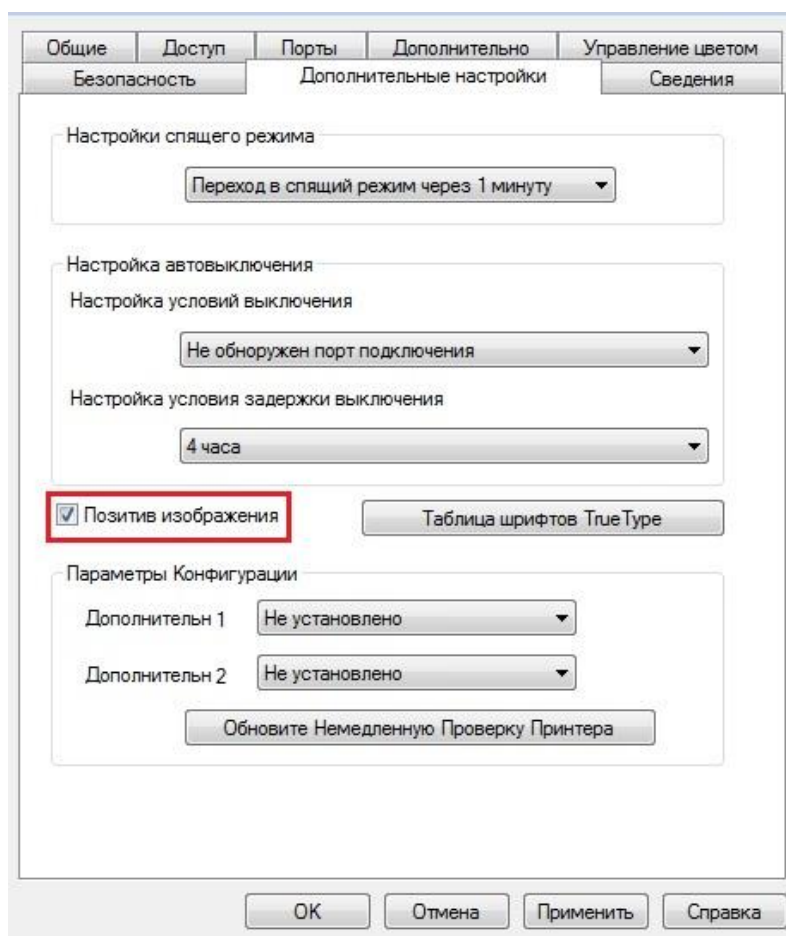 Общие Доступ Порты Дополнительно Управление цветом
Безопасность Дополнительные настройки Сведения
Настройки спящего режима
Переход в спящий режим через 1 минуту
Настройка автовыключения
Настройка условий выключения
Не обноружен порт подключения
Настройка условия задержки выключения
4 часа
Позитив изображения Таблица шрифтов TrueType
Параметры Конфигурации
Дополнительн 1 Не установлено
Дополнительн 2 Не установлено
Обновите Немедленную Проверку Принтера
OK Отмена Применить Справка